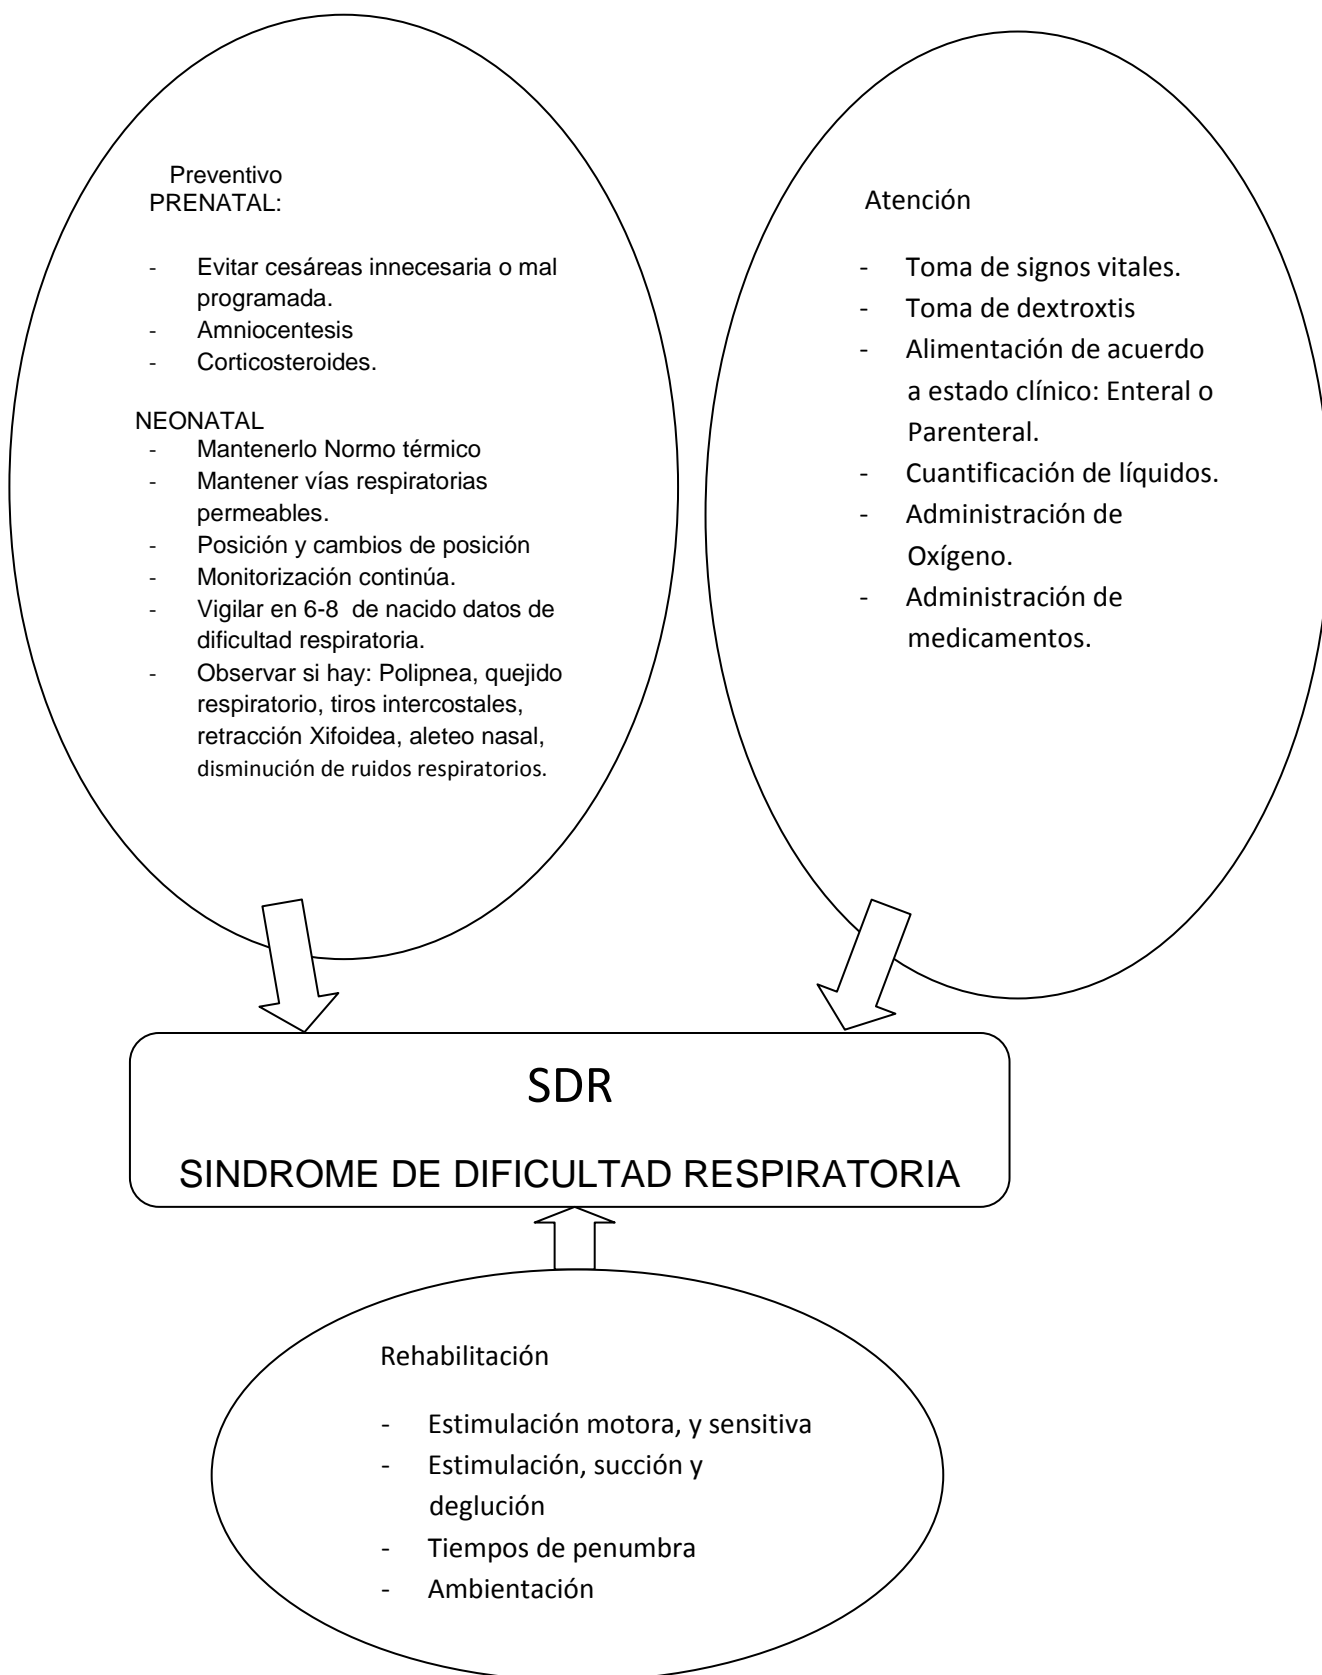 Preventivo
PRENATAL:
- Evitar cesáreas innecesaria o mal
programada.
- Amniocentesis
- Corticosteroides.
NEONATAL
- Mantenerlo Normo térmico
- Mantener vías respiratorias
permeables.
- Posición y cambios de posición
- Monitorización continúa.
- Vigilar en 6-8  de nacido datos de
dificultad respiratoria.
- Observar si hay: Polipnea, quejido
respiratorio, tiros intercostales,
retracción Xifoidea, aleteo nasal,
disminución de ruidos respiratorios.
Atención
- Toma de signos vitales.
- Toma de dextroxtis
- Alimentación de acuerdo
a estado clínico: Enteral o
Parenteral.
- Cuantificación de líquidos.
- Administración de
Oxígeno.
- Administración de
medicamentos.
SDR
SINDROME DE DIFICULTAD RESPIRATORIA
Rehabilitación
- Estimulación motora, y sensitiva
- Estimulación, succión y
deglución
- Tiempos de penumbra
- Ambientación